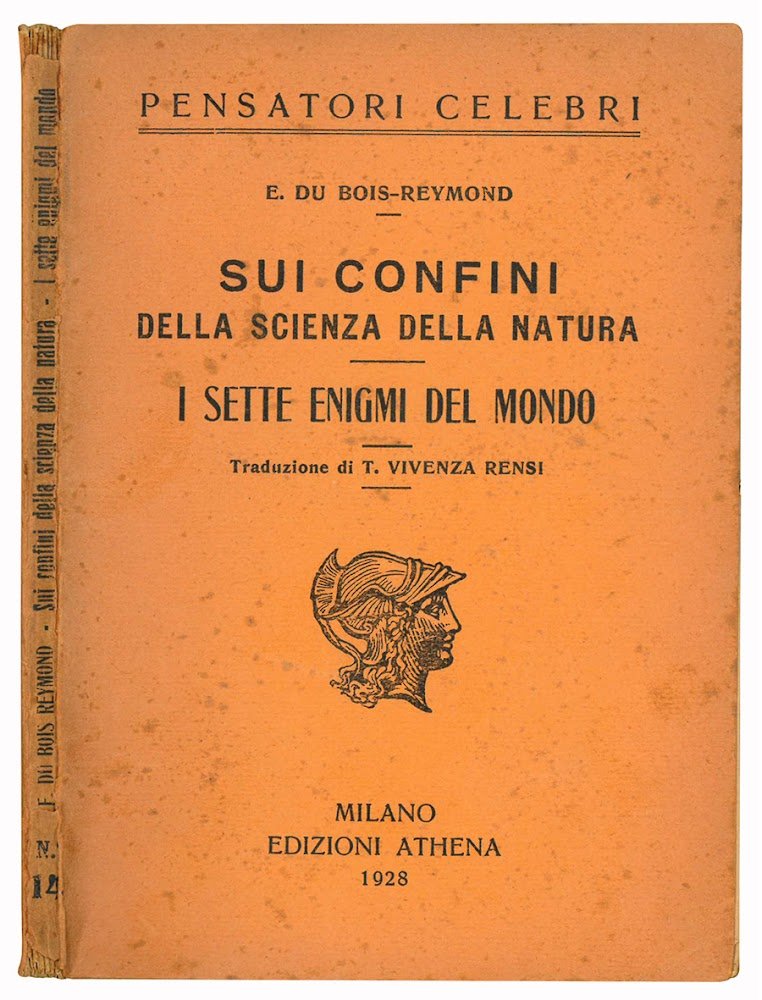 PENSATORI CELEBRI
E. DU BOIS-REYMOND
SUI CONFINI
DELLA SCIENZA DELLA NATURA
I SETTE ENIGMI DEL MONDO
Traduzione di T. VIVENZA RENSI
MILANO
EDIZIONI ATHENA
1928
E. DU BOIS REYMOND - Sui confini della scienza della natura - I sette enigmi del mondo
N.
14